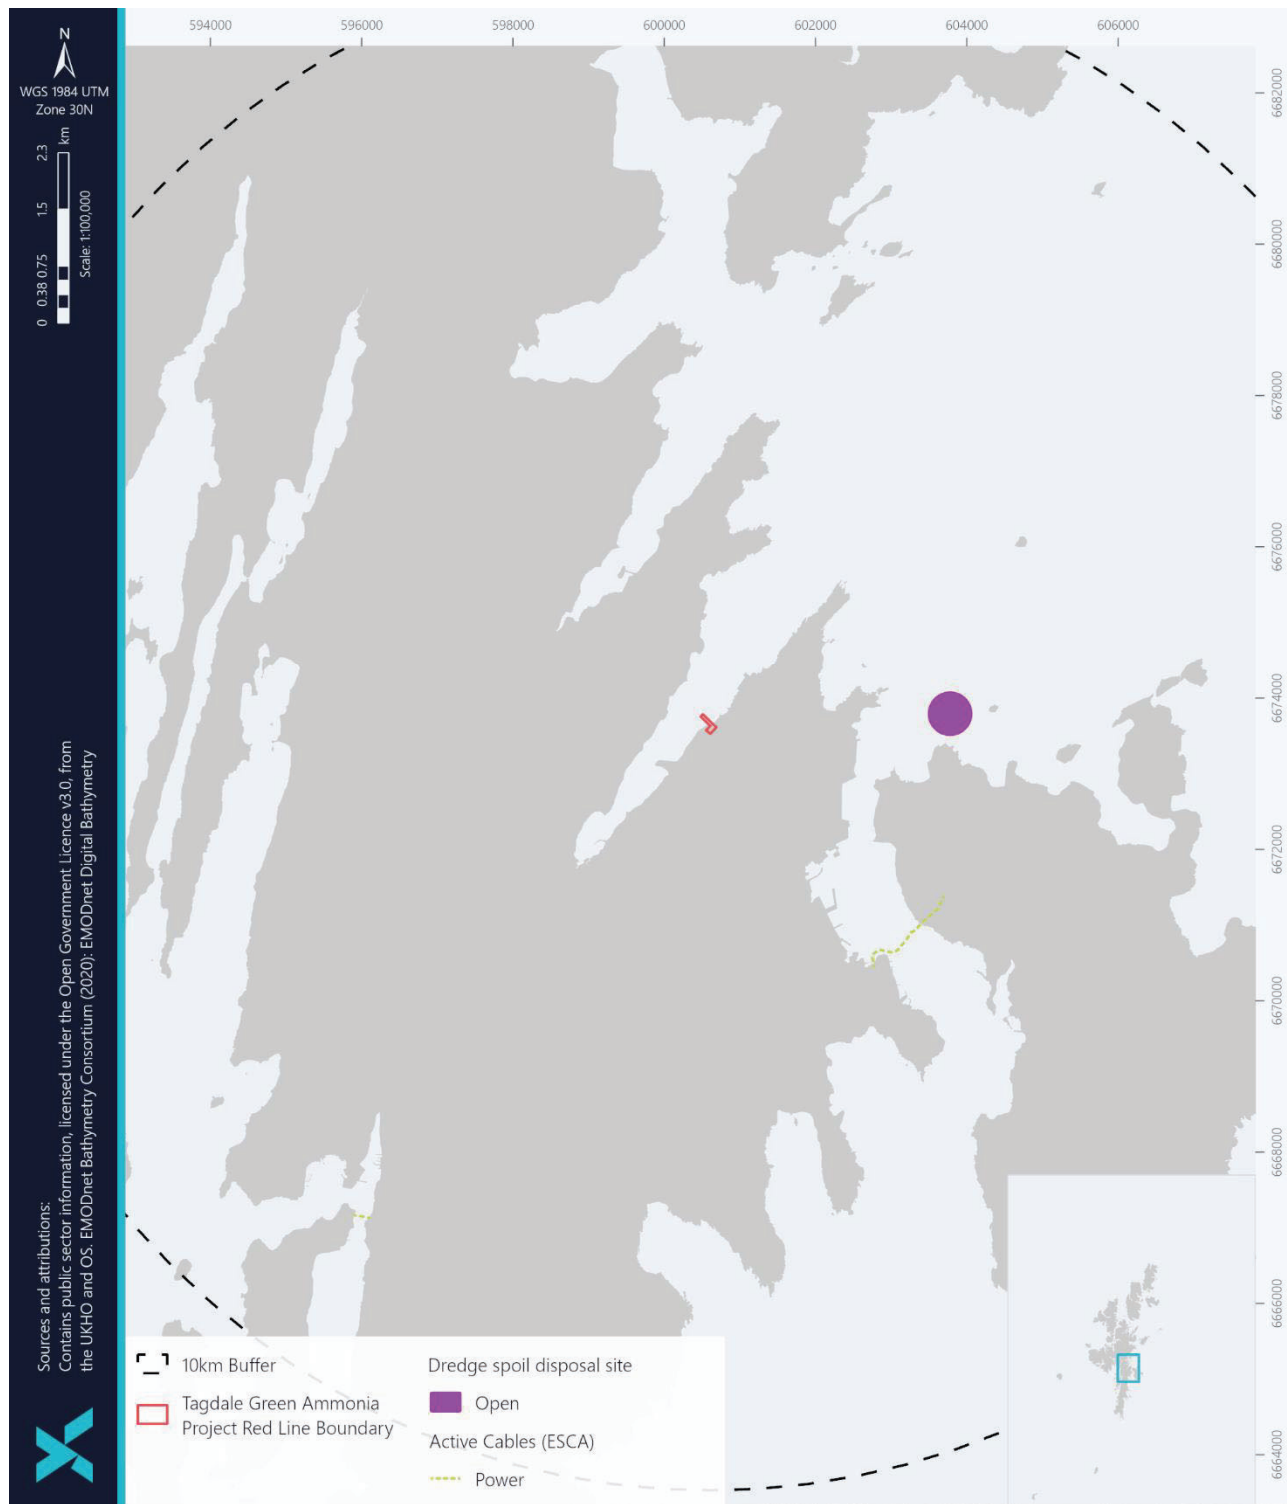 N
WGS 1984 UTM
Zone 30N
0 0.38 0.75 1.5 2.3
km
Scale: 1:100,000
Sources and attributions:
Contains public sector information, licensed under the Open Government Licence v3.0, from
the UKHO and OS. EMODnet Bathymetry Consortium (2020): EMODnet Digital Bathymetry
594000 596000 598000 600000 602000 604000 606000
6682000
6680000
6678000
6676000
6674000
6672000
6670000
6668000
6666000
6664000
10km Buffer
Tagdale Green Ammonia
Project Red Line Boundary
Dredge spoil disposal site
Open
Active Cables (ESCA)
Power